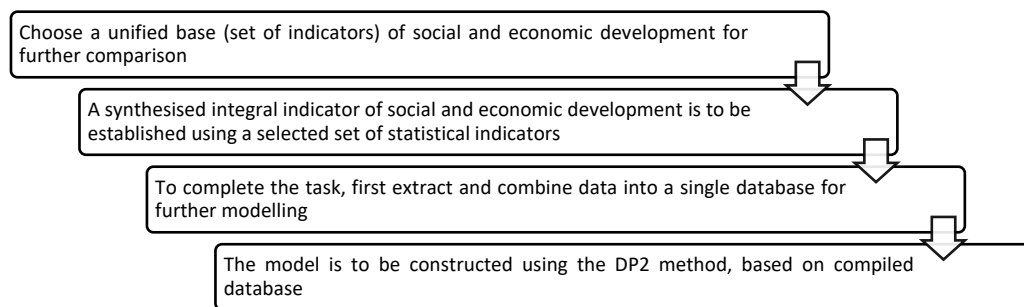 Choose a unified base (set of indicators) of social and economic development for
further comparison
A synthesised integral indicator of social and economic development is to be
established using a selected set of statistical indicators
To complete the task, first extract and combine data into a single database for
further modelling
The model is to be constructed using the DP2 method, based on compiled
database